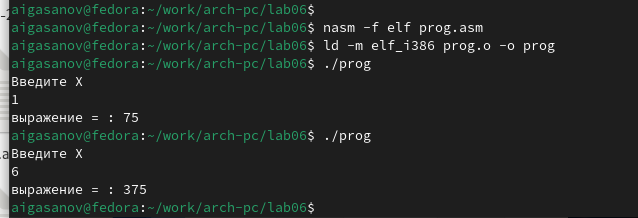 aigasanov@fedora:~/work/arch-pc/lab06$
aigasanov@fedora:~/work/arch-pc/lab06$ nasm -f elf prog.asm
aigasanov@fedora:~/work/arch-pc/lab06$ ld -m elf_i386 prog.o -o prog
aigasanov@fedora:~/work/arch-pc/lab06$ ./prog
Введите X
1
выражение = : 75
aigasanov@fedora:~/work/arch-pc/lab06$ ./prog
Введите X
6
выражение = : 375
aigasanov@fedora:~/work/arch-pc/lab06$